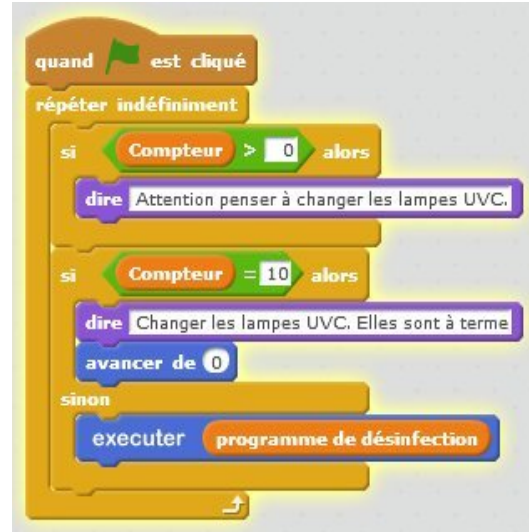 quand est cliqué
répéter indéfiniment
si Compteur > 0 alors
dire Attention penser à changer les lampes UVC.
si Compteur = 10 alors
dire Changer les lampes UVC. Elles sont à terme
avancer de 0
sinon
executer programme de désinfection